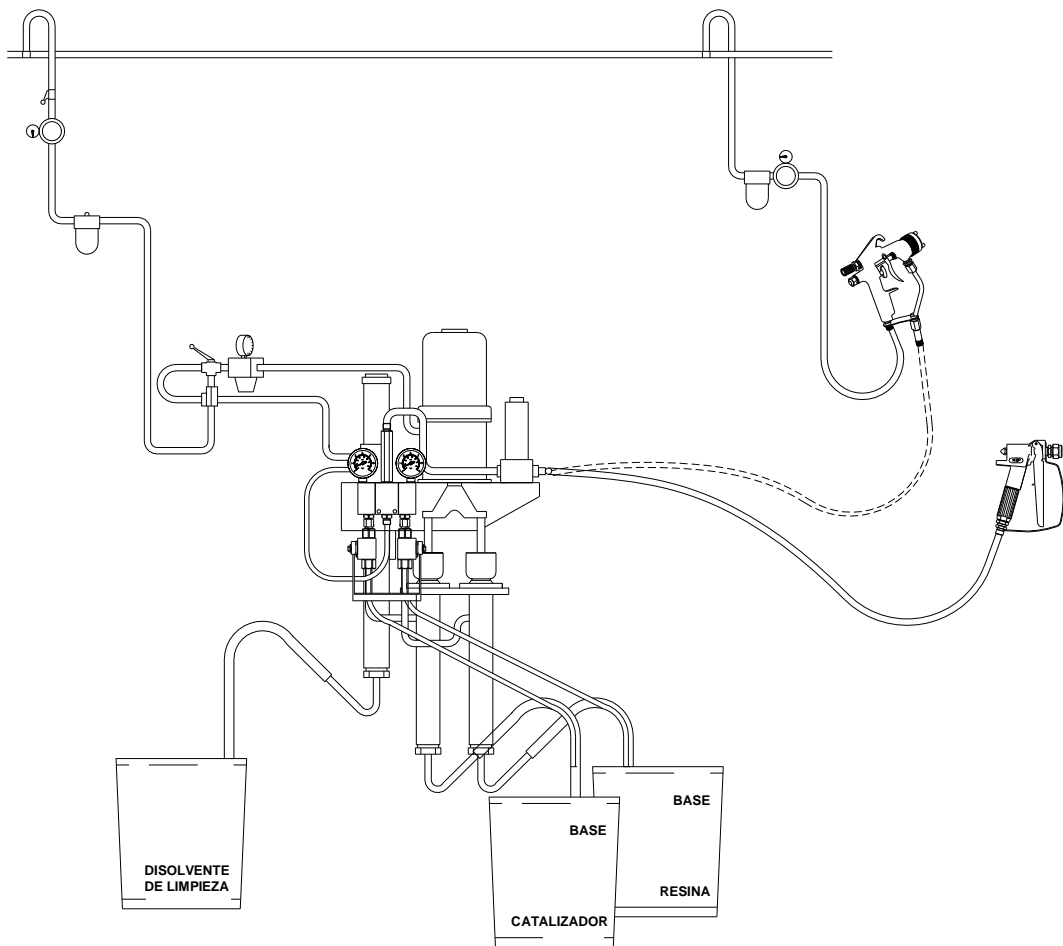 BASE
BASE
DISOLVENTE
DE LIMPIEZA
RESINA
CATALIZADOR